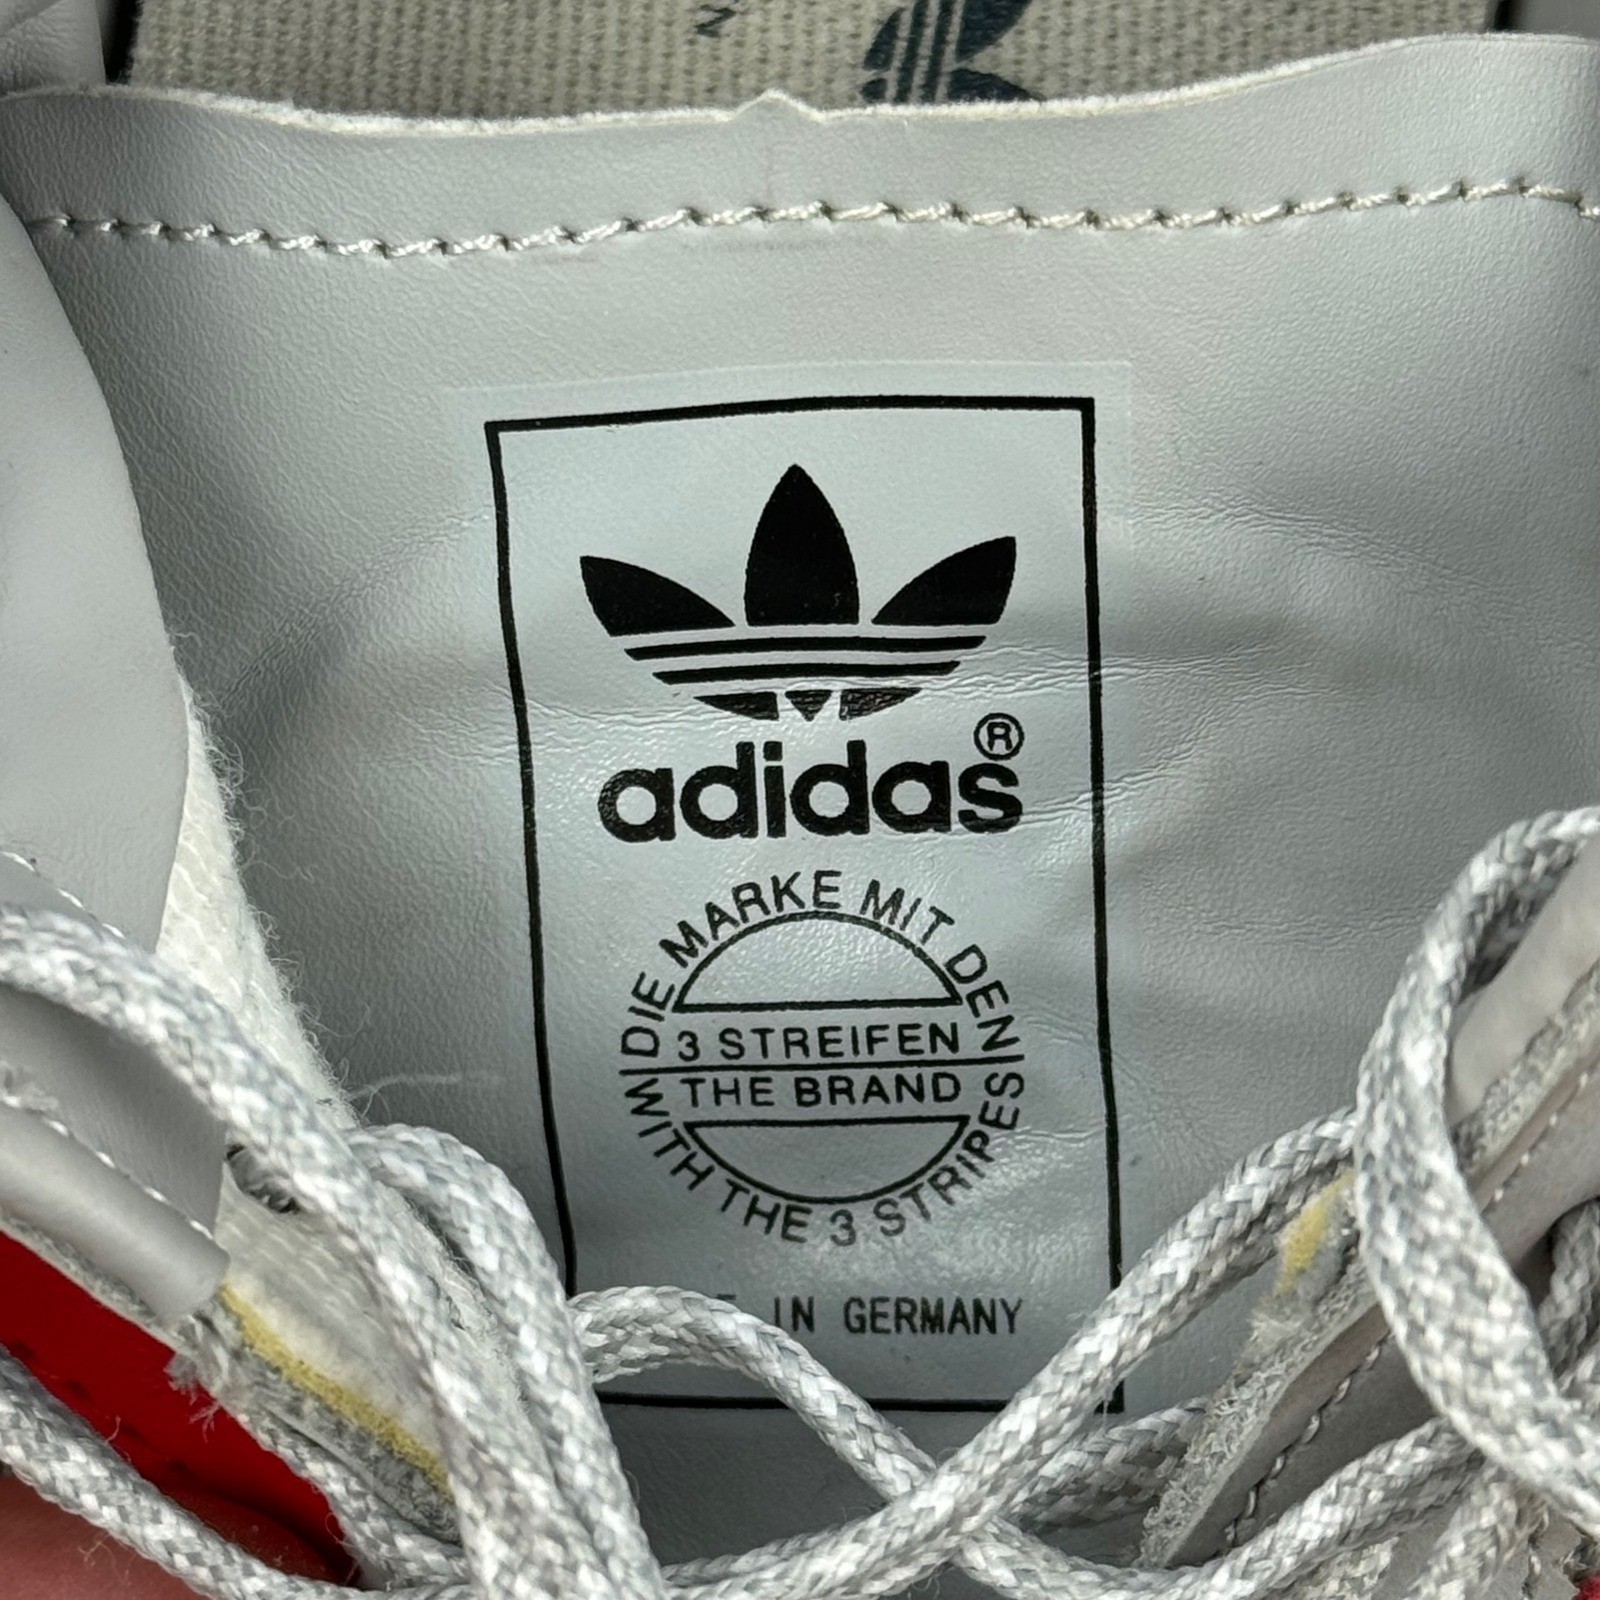 adidas®
DIE MARKE MIT DEN
3 STREIFEN
THE BRAND
WITH THE 3 STRIPES
IN GERMANY